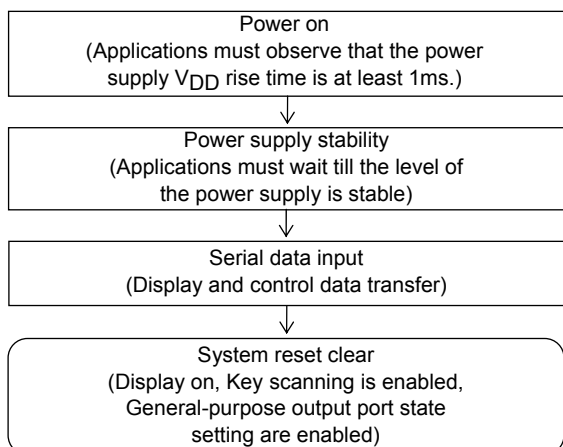 Power on
(Applications must observe that the power
supply VDD rise time is at least 1ms.)
Power supply stability
(Applications must wait till the level of
the power supply is stable)
Serial data input
(Display and control data transfer)
System reset clear
(Display on, Key scanning is enabled,
General-purpose output port state
setting are enabled)